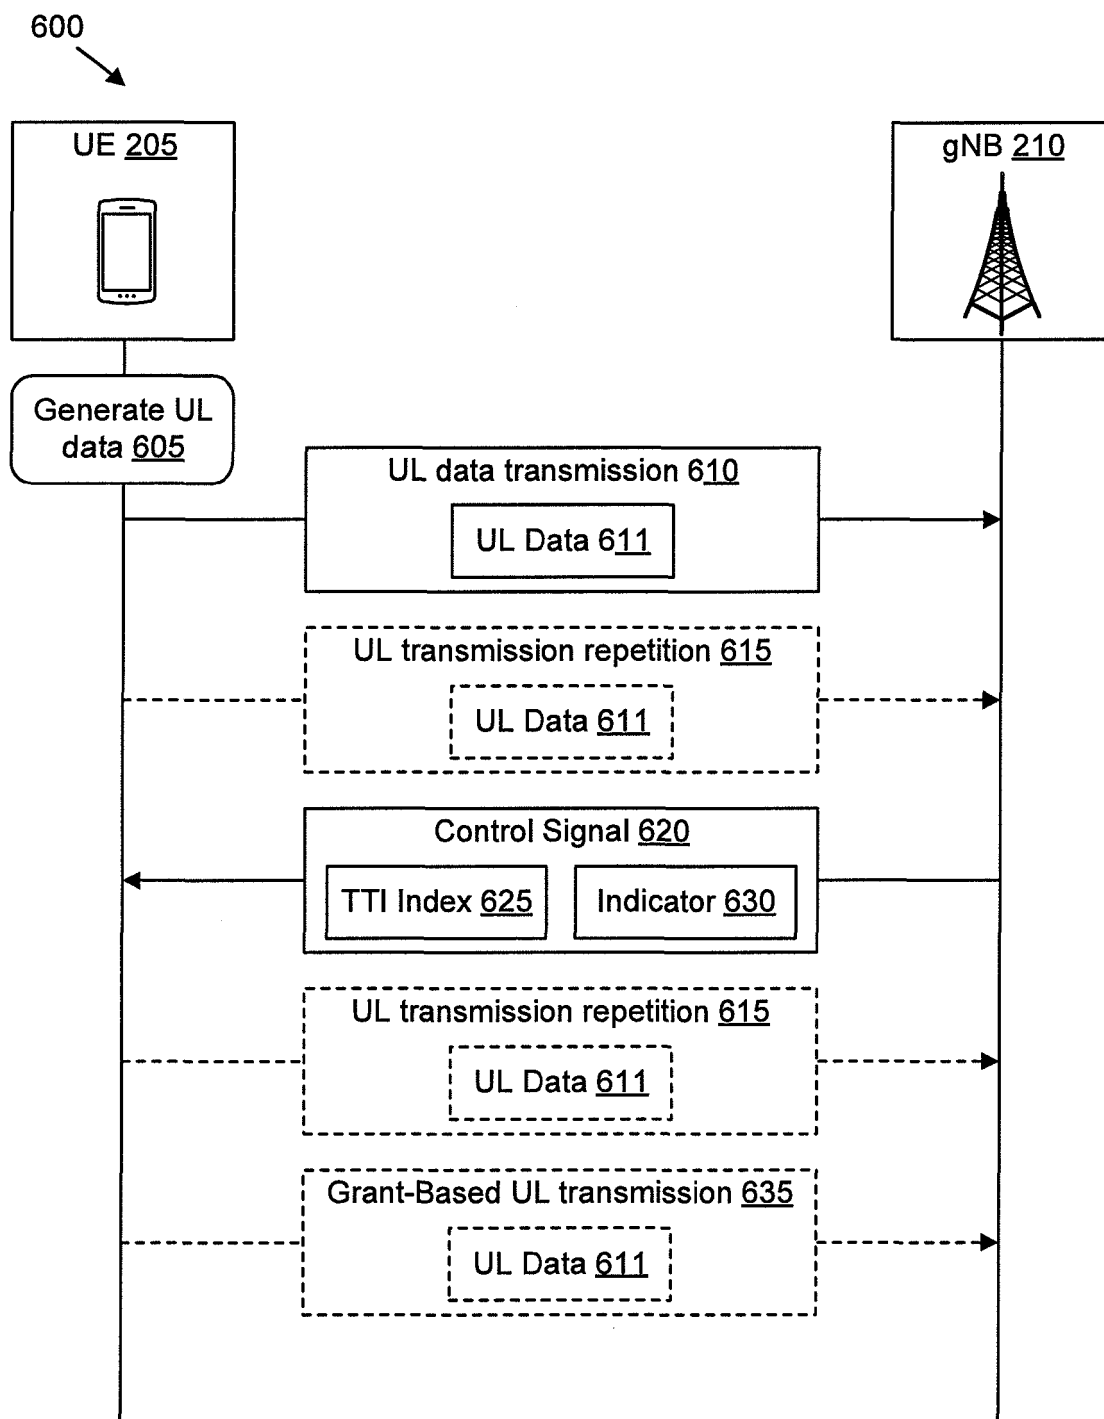 600
UE 205
gNB 210
Generate UL
data 605
UL data transmission 610
UL Data 611
UL transmission repetition 615
UL Data 611
Control Signal 620
TTI Index 625
Indicator 630
UL transmission repetition 615
UL Data 611
Grant-Based UL transmission 635
UL Data 611